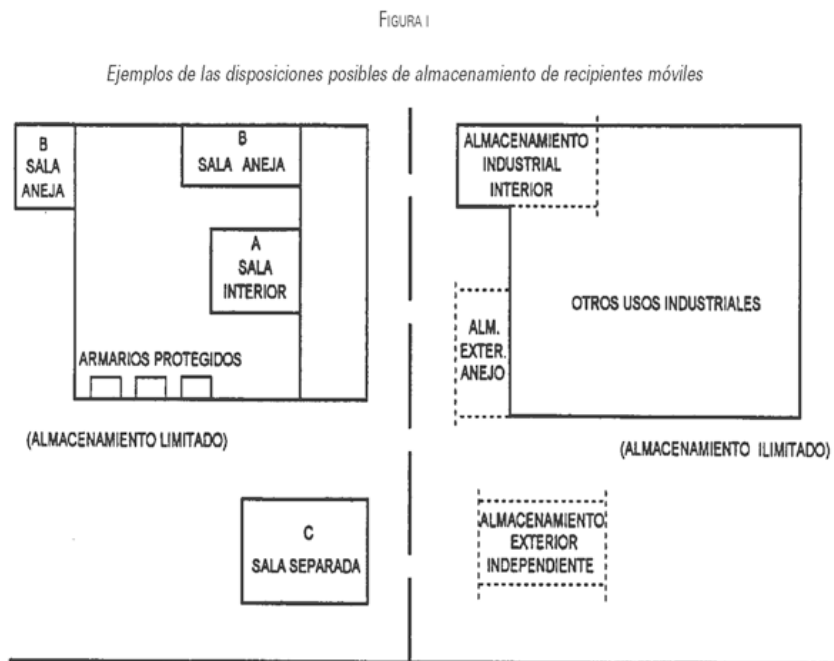 FIGURA I
Ejemplos de las disposiciones posibles de almacenamiento de recipientes móviles
B
SALA
ANEJA
B
SALA ANEJA
A
SALA
INTERIOR
ARMARIOS PROTEGIDOS
(ALMACENAMIENTO LIMITADO)
C
SALA SEPARADA
ALMACENAMIENTO
INDUSTRIAL
INTERIOR
OTROS USOS INDUSTRIALES
ALM.
EXTER.
ANEJO
(ALMACENAMIENTO ILIMITADO)
ALMACENAMIENTO
EXTERIOR
INDEPENDIENTE